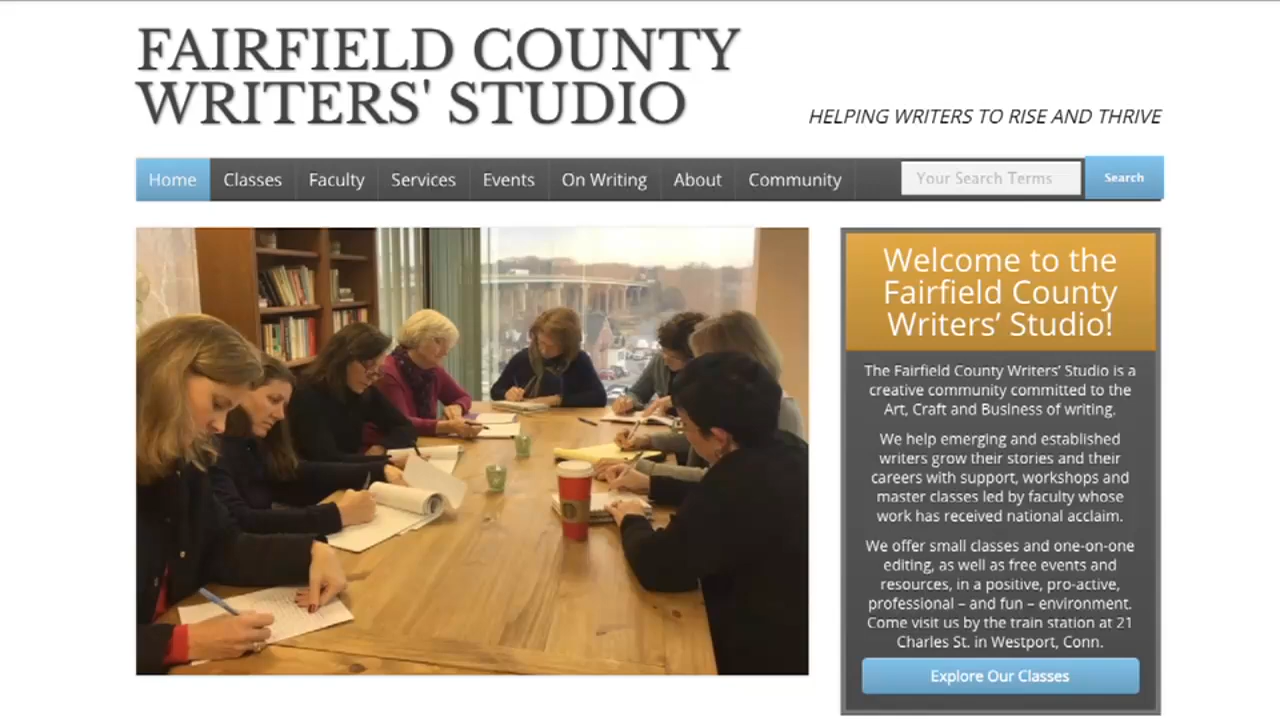 FAIRFIELD COUNTY
WRITERS' STUDIO
HELPING WRITERS TO RISE AND THRIVE
Home Classes Faculty Services Events On Writing About Community Your Search Terms Search
Welcome to the
Fairfield County
Writers’ Studio!
The Fairfield County Writers’ Studio is a
creative community committed to the
Art, Craft and Business of writing.
We help emerging and established
writers grow their stories and their
careers with support, workshops and
master classes led by faculty whose
work has received national acclaim.
We offer small classes and one-on-one
editing, as well as free events and
resources, in a positive, pro-active,
professional – and fun – environment.
Come visit us by the train station at 21
Charles St. in Westport, Conn.
Explore Our Classes